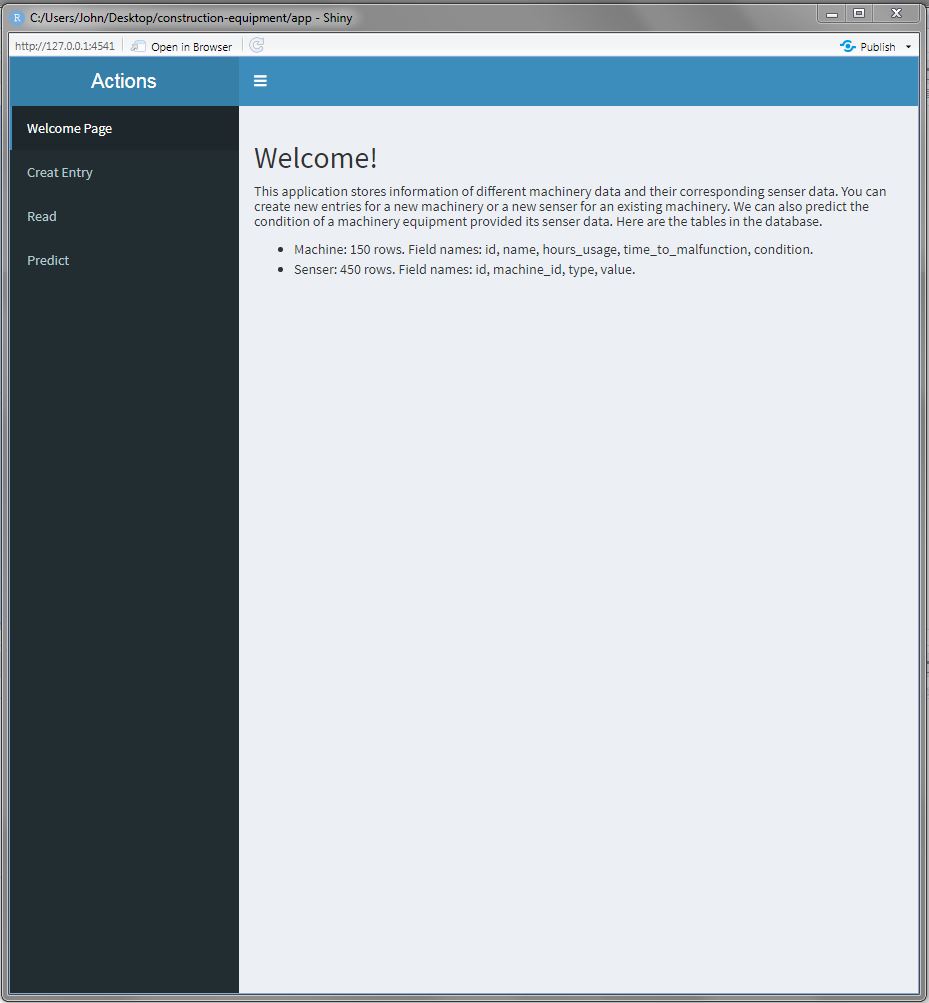 C:/Users/John/Desktop/construction-equipment/app - Shiny
http://127.0.0.1:4541 Open in Browser Publish
Actions
Welcome Page
Creat Entry
Read
Predict
Welcome!
This application stores information of different machinery data and their corresponding senser data. You can
create new entries for a new machinery or a new senser for an existing machinery. We can also predict the
condition of a machinery equipment provided its senser data. Here are the tables in the database.
Machine: 150 rows. Field names: id, name, hours_usage, time_to_malfunction, condition.
Senser: 450 rows. Field names: id, machine_id, type, value.